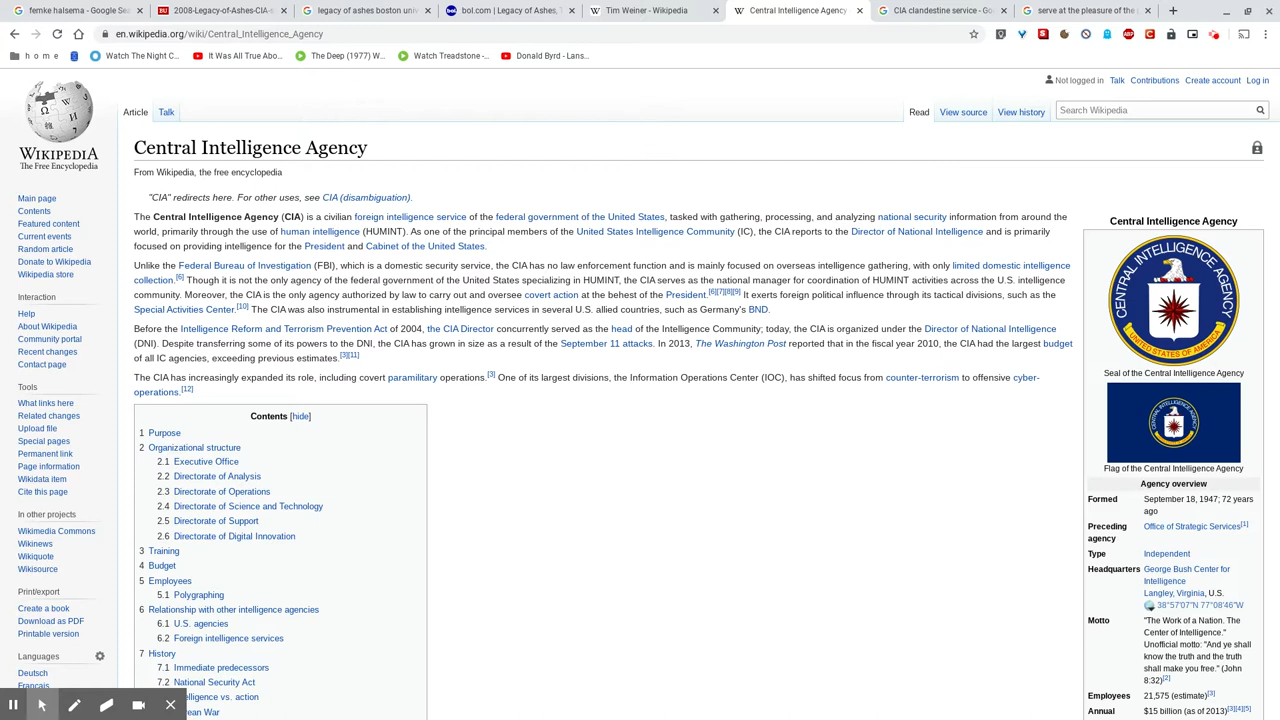 femke halsema - Google Sea
2008-Legacy-of-Ashes-CIA-s
legacy of ashes boston univ
bol.com | Legacy of Ashes, T
Tim Weiner - Wikipedia
Central Intelligence Agency
CIA clandestine service - Go
serve at the pleasure of the
en.wikipedia.org/wiki/Central_Intelligence_Agency
h o m e
Watch The Night C...
It Was All True Abo...
The Deep (1977) W...
Watch Treadstone -...
Donald Byrd - Lans...
Not logged in Talk Contributions Create account Log in
Article Talk
Read View source View history
Search Wikipedia
WIKIPEDIA
The Free Encyclopedia
Main page
Contents
Featured content
Current events
Random article
Donate to Wikipedia
Wikipedia store
Interaction
Help
About Wikipedia
Community portal
Recent changes
Contact page
Tools
What links here
Related changes
Upload file
Special pages
Permanent link
Page information
Wikidata item
Cite this page
In other projects
Wikimedia Commons
Wikinews
Wikiquote
Wikisource
Print/export
Create a book
Download as PDF
Printable version
Languages
Deutsch
Français
Central Intelligence Agency
From Wikipedia, the free encyclopedia
"CIA" redirects here. For other uses, see CIA (disambiguation).
The Central Intelligence Agency (CIA) is a civilian foreign intelligence service of the federal government of the United States, tasked with gathering, processing, and analyzing national security information from around the
world, primarily through the use of human intelligence (HUMINT). As one of the principal members of the United States Intelligence Community (IC), the CIA reports to the Director of National Intelligence and is primarily
focused on providing intelligence for the President and Cabinet of the United States.
Unlike the Federal Bureau of Investigation (FBI), which is a domestic security service, the CIA has no law enforcement function and is mainly focused on overseas intelligence gathering, with only limited domestic intelligence
collection.[6] Though it is not the only agency of the federal government of the United States specializing in HUMINT, the CIA serves as the national manager for coordination of HUMINT activities across the U.S. intelligence
community. Moreover, the CIA is the only agency authorized by law to carry out and oversee covert action at the behest of the President.[6][7][8][9] It exerts foreign political influence through its tactical divisions, such as the
Special Activities Center.[10] The CIA was also instrumental in establishing intelligence services in several U.S. allied countries, such as Germany's BND.
Before the Intelligence Reform and Terrorism Prevention Act of 2004, the CIA Director concurrently served as the head of the Intelligence Community; today, the CIA is organized under the Director of National Intelligence
(DNI). Despite transferring some of its powers to the DNI, the CIA has grown in size as a result of the September 11 attacks. In 2013, The Washington Post reported that in the fiscal year 2010, the CIA had the largest budget
of all IC agencies, exceeding previous estimates.[3][11]
The CIA has increasingly expanded its role, including covert paramilitary operations.[3] One of its largest divisions, the Information Operations Center (IOC), has shifted focus from counter-terrorism to offensive cyber-
operations.[12]
Contents [hide]
1 Purpose
2 Organizational structure
2.1 Executive Office
2.2 Directorate of Analysis
2.3 Directorate of Operations
2.4 Directorate of Science and Technology
2.5 Directorate of Support
2.6 Directorate of Digital Innovation
3 Training
4 Budget
5 Employees
5.1 Polygraphing
6 Relationship with other intelligence agencies
6.1 U.S. agencies
6.2 Foreign intelligence services
7 History
7.1 Immediate predecessors
7.2 National Security Act
telligence vs. action
rean War
Central Intelligence Agency
CENTRAL INTELLIGENCE AGENCY
UNITED STATES OF AMERICA
Seal of the Central Intelligence Agency
Flag of the Central Intelligence Agency
Agency overview
Formed September 18, 1947; 72 years
ago
Preceding Office of Strategic Services[1]
agency
Type Independent
Headquarters George Bush Center for
Intelligence
Langley, Virginia, U.S.
38°57′07″N 77°08′46″W
Motto "The Work of a Nation. The
Center of Intelligence."
Unofficial motto: "And ye shall
know the truth and the truth
shall make you free." (John
8:32)[2]
Employees 21,575 (estimate)[3]
Annual $15 billion (as of 2013)[3][4][5]